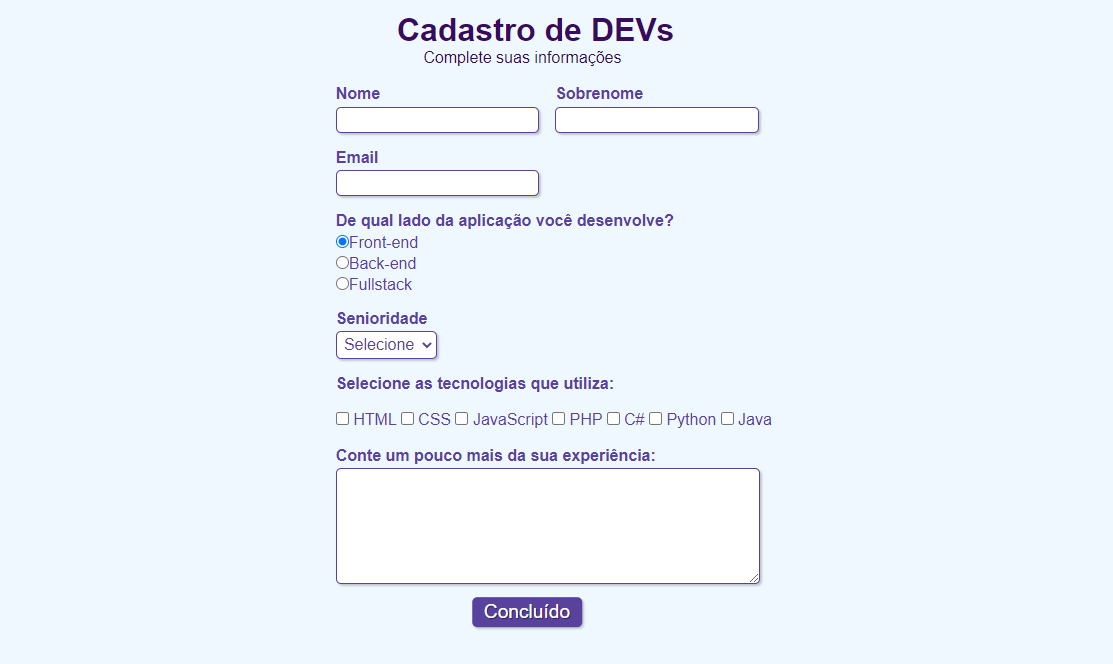 Cadastro de DEVs
Complete suas informações
Nome Sobrenome
Email
De qual lado da aplicação você desenvolve?
Front-end
Back-end
Fullstack
Senioridade
Selecione
Selecione as tecnologias que utiliza:
HTML CSS JavaScript PHP C# Python Java
Conte um pouco mais da sua experiência:
Concluído